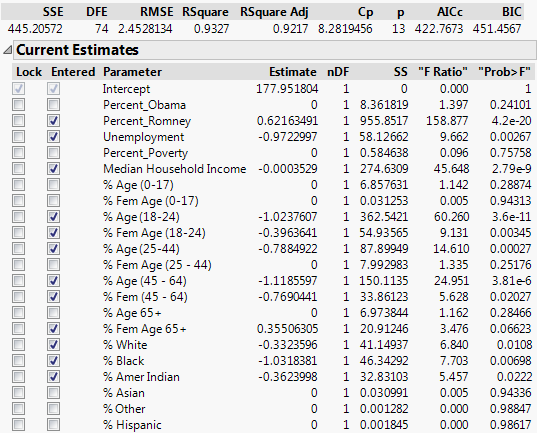 SSE DFE RMSE RSquare RSquare Adj Cp p AICc BIC
445.20572 74 2.4528134 0.9327 0.9217 8.2819456 13 422.7673 451.4567
Current Estimates
Lock Entered Parameter Estimate nDF SS "F Ratio" "Prob>F"
Intercept 177.951804 1 0 0.000 1
Percent_Obama 0 1 8.361819 1.397 0.24101
Percent_Romney 0.62163491 1 955.8517 158.877 4.2e-20
Unemployment -0.9722997 1 58.12662 9.662 0.00267
Percent_Poverty 0 1 0.584638 0.096 0.75758
Median Household Income -0.0003529 1 274.6309 45.648 2.79e-9
% Age (0-17) 0 1 6.857631 1.142 0.28874
% Fem Age (0-17) 0 1 0.031253 0.005 0.94313
% Age (18-24) -1.0237607 1 362.5421 60.260 3.6e-11
% Fem Age (18-24) -0.3963641 1 54.93565 9.131 0.00345
% Age (25-44) -0.7884922 1 87.89949 14.610 0.00027
% Fem Age (25 - 44) 0 1 7.992983 1.335 0.25176
% Age (45 - 64) -1.1185597 1 150.1135 24.951 3.81e-6
% Fem (45 - 64) -0.7690441 1 33.86123 5.628 0.02027
% Age 65+ 0 1 6.973844 1.162 0.28466
% Fem Age 65+ 0.35506305 1 20.91246 3.476 0.06623
% White -0.3323596 1 41.14937 6.840 0.0108
% Black -1.0318381 1 46.34292 7.703 0.00698
% Amer Indian -0.3623998 1 32.83103 5.457 0.0222
% Asian 0 1 0.030991 0.005 0.94336
% Other 0 1 0.001282 0.000 0.98847
% Hispanic 0 1 0.001845 0.000 0.98617